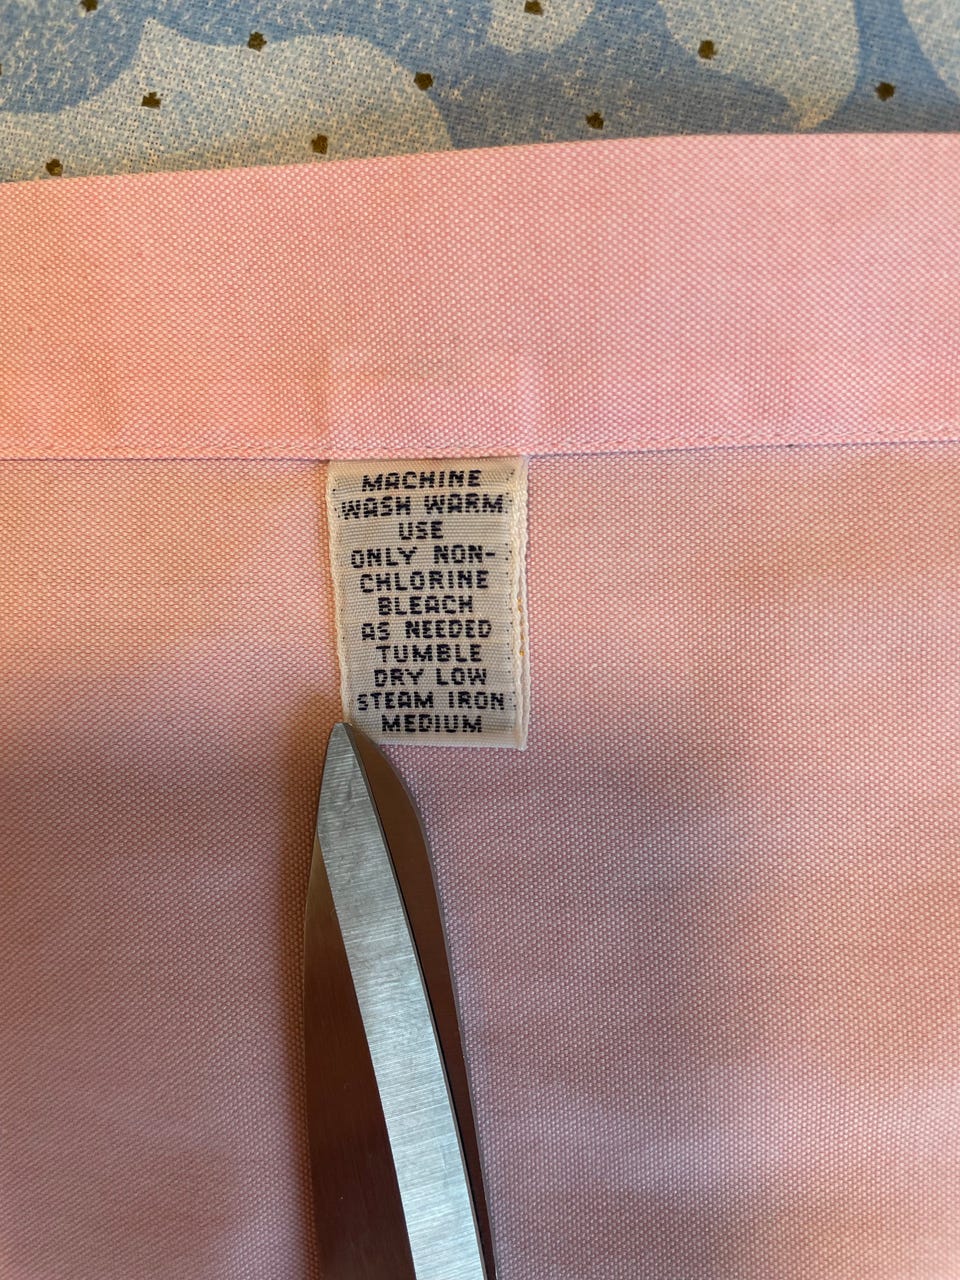 MACHINE
WASH WARM
USE
ONLY NON-
CHLORINE
BLEACH
AS NEEDED
TUMBLE
DRY LOW
STEAM IRON
MEDIUM